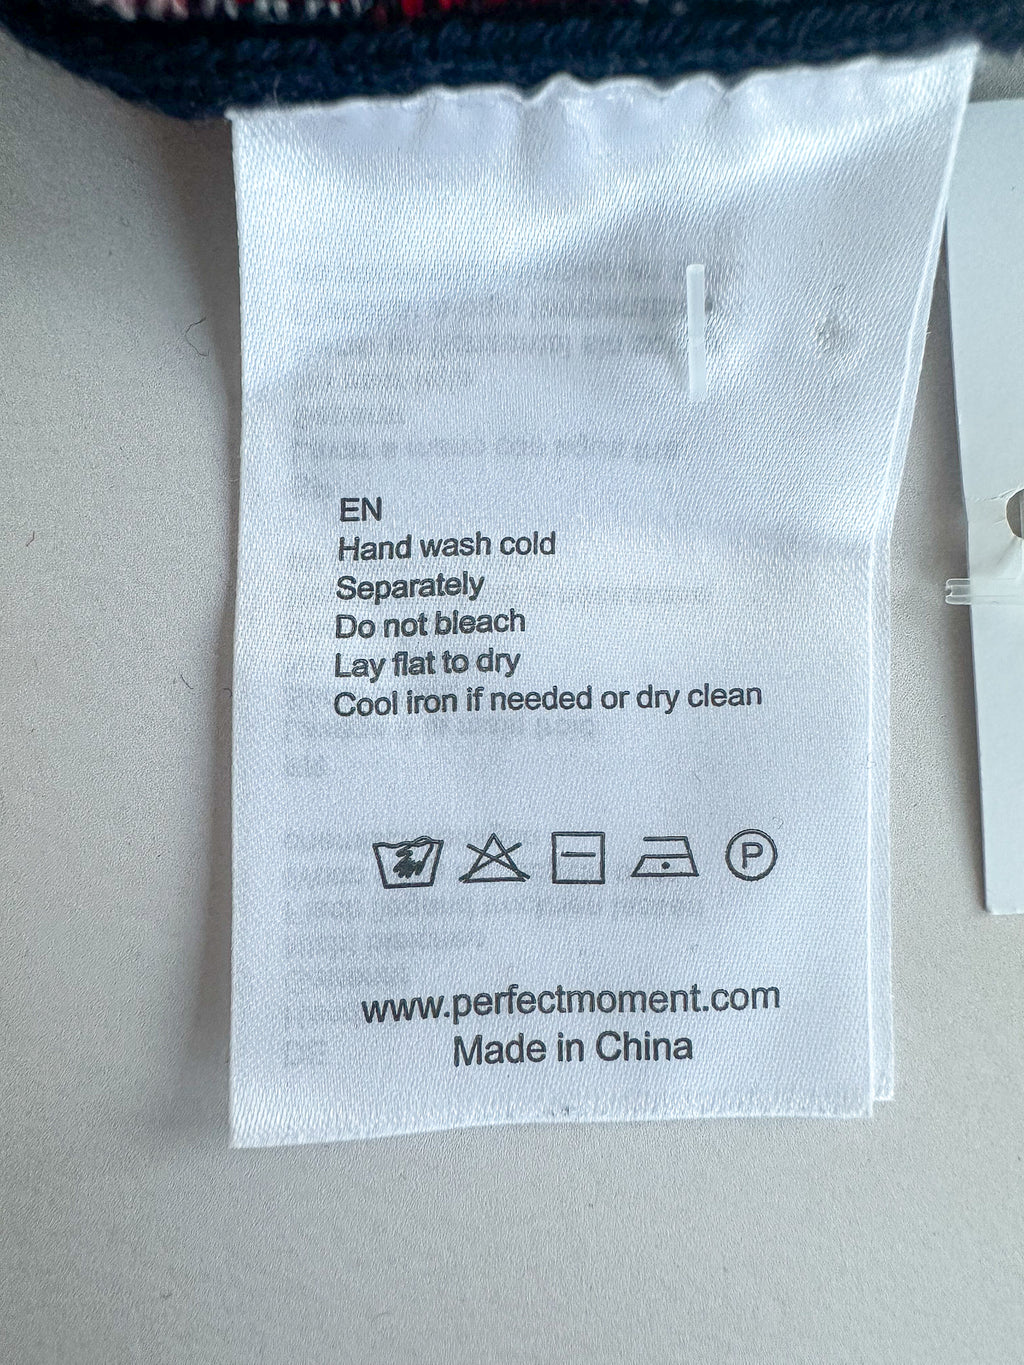 EN
Hand wash cold
Separately
Do not bleach
Lay flat to dry
Cool iron if needed or dry clean
P
www.perfectmoment.com
Made in China